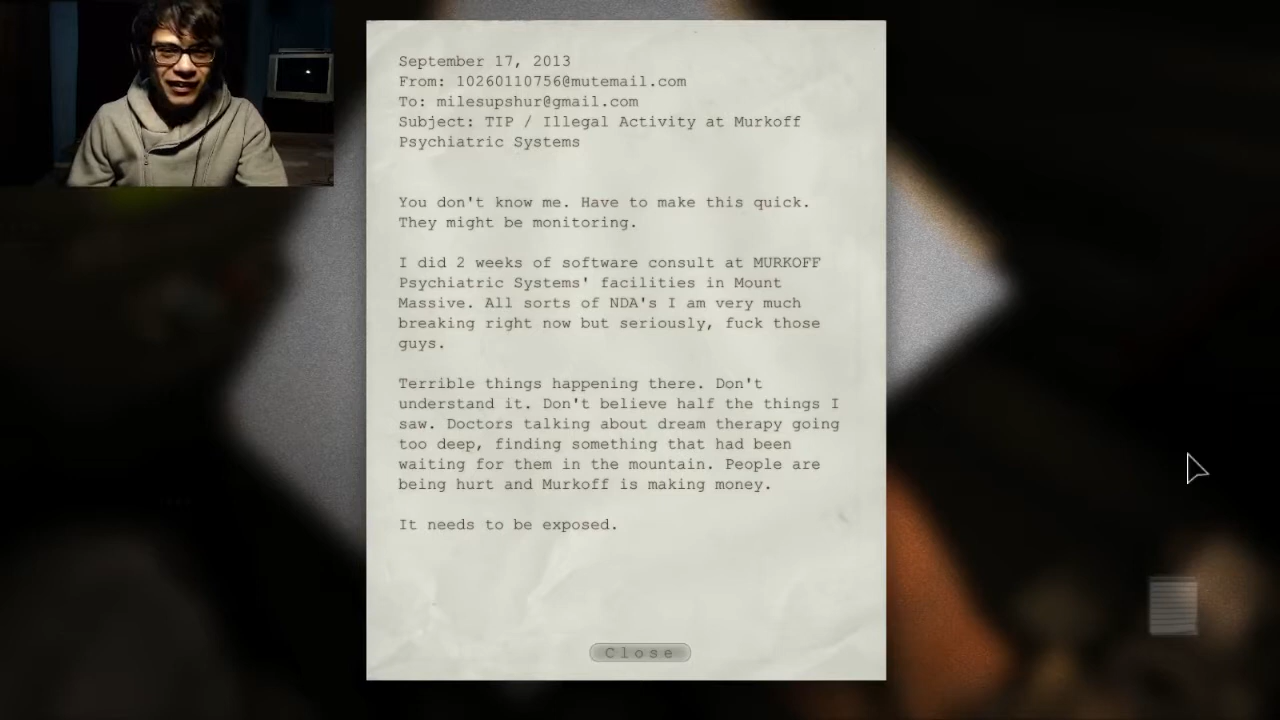 September 17, 2013
From: 10260110756@mutemail.com
To: milesupshur@gmail.com
Subject: TIP / Illegal Activity at Murkoff
Psychiatric Systems
You don't know me. Have to make this quick.
They might be monitoring.
I did 2 weeks of software consult at MURKOFF
Psychiatric Systems' facilities in Mount
Massive. All sorts of NDA's I am very much
breaking right now but seriously, fuck those
guys.
Terrible things happening there. Don't
understand it. Don't believe half the things I
saw. Doctors talking about dream therapy going
too deep, finding something that had been
waiting for them in the mountain. People are
being hurt and Murkoff is making money.
It needs to be exposed.
Close